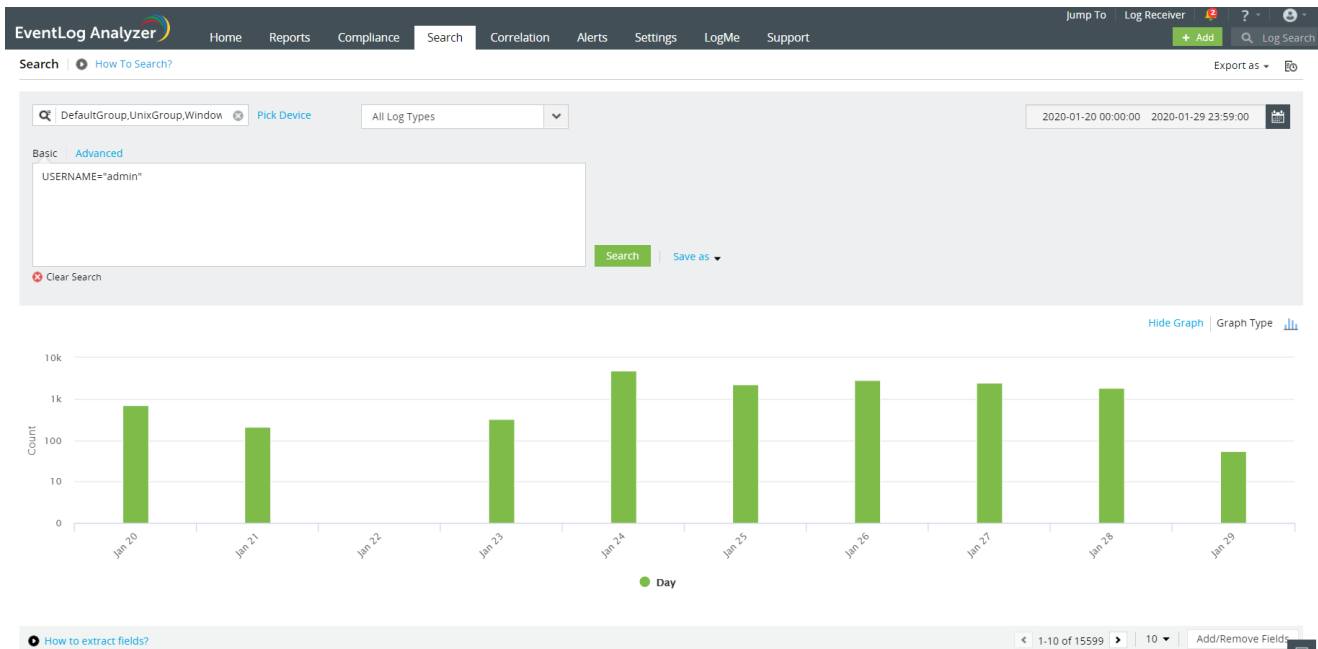 Jump To Log Receiver 2 ?
EventLog Analyzer Home Reports Compliance Search Correlation Alerts Settings LogMe Support + Add Log Search
Search How To Search? Export as
DefaultGroup,UnixGroup,Window Pick Device All Log Types 2020-01-20 00:00:00 2020-01-29 23:59:00
Basic Advanced
USERNAME="admin"
Search Save as
Clear Search
Hide Graph Graph Type
10k
1k
100
10
0
Count
Jan 20 Jan 21 Jan 22 Jan 23 Jan 24 Jan 25 Jan 26 Jan 27 Jan 28 Jan 29
Day
How to extract fields? 1-10 of 15599 10 Add/Remove Fields